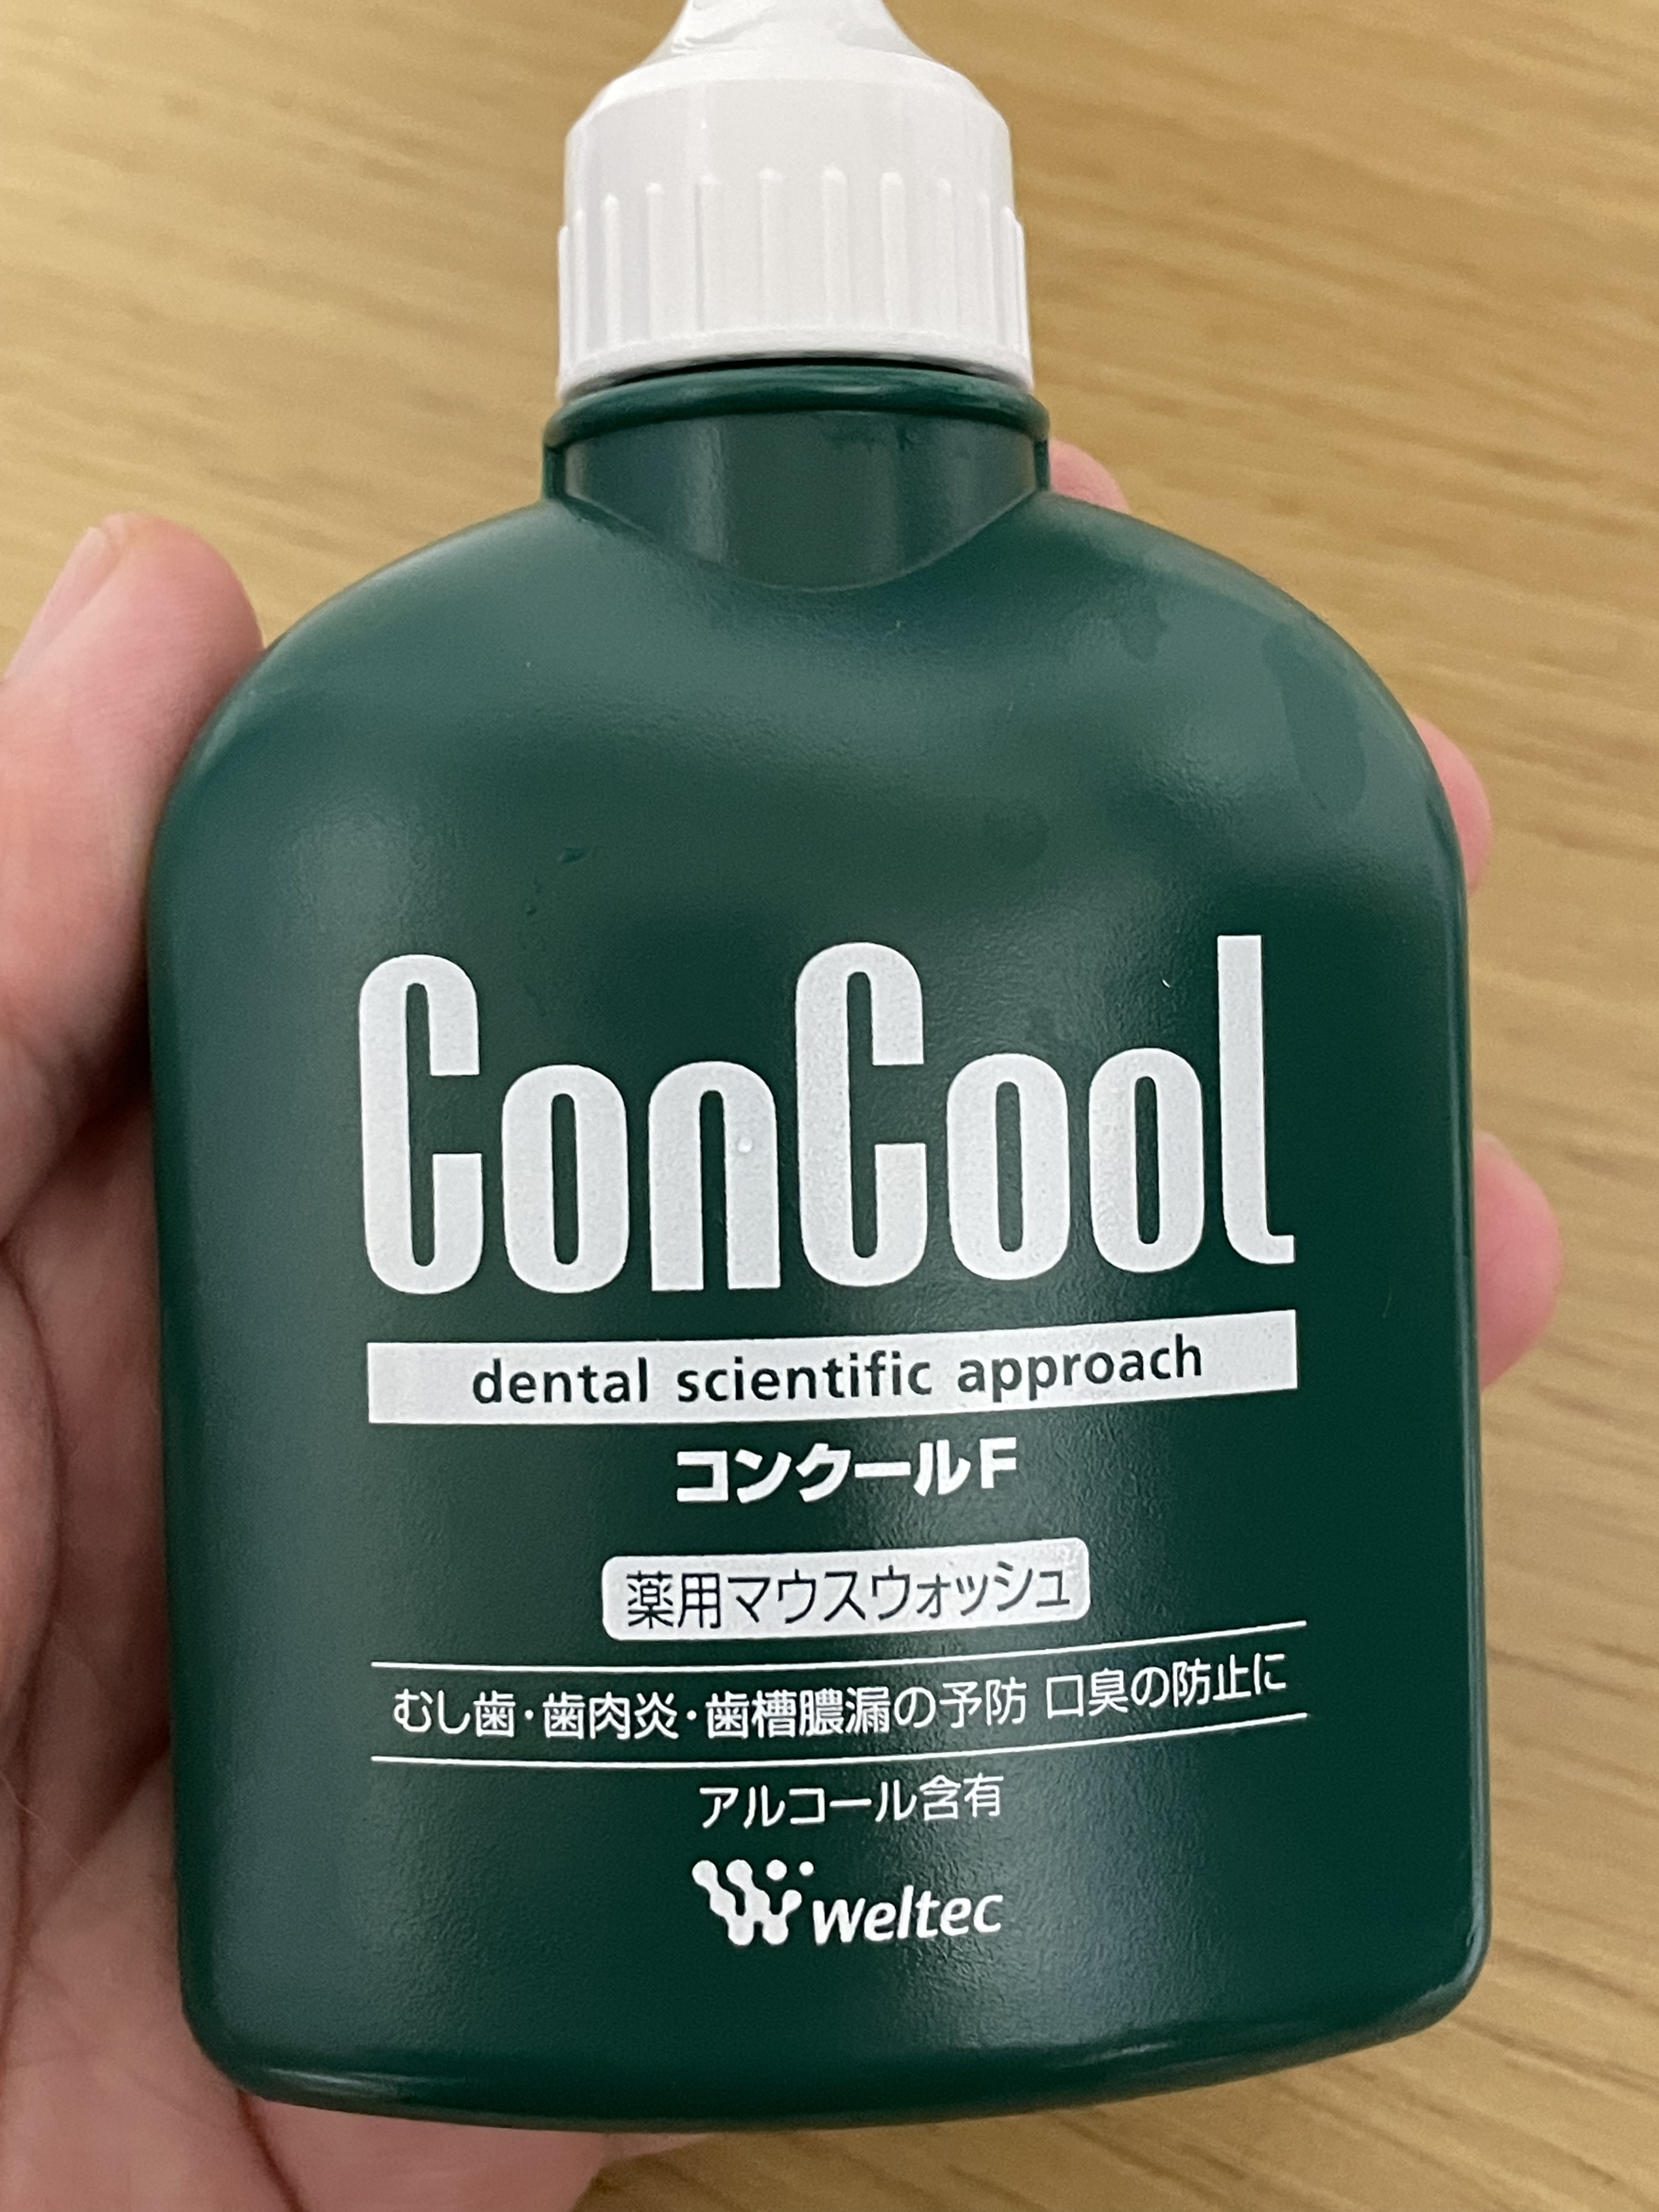 ConCool
dental scientific approach
コンクールF
薬用マウスウォッシュ
むし歯・歯肉炎・歯槽膿漏の予防 口臭の防止に
アルコール含有
weltec